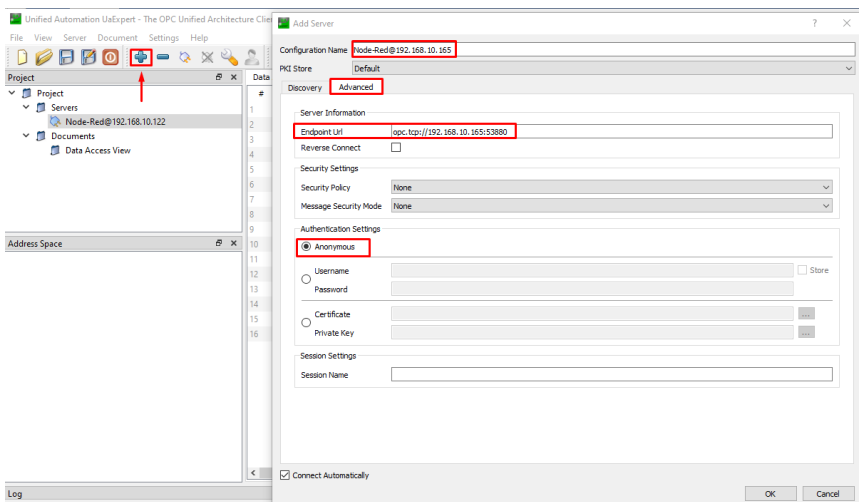 Unified Automation UaExpert - The OPC Unified Architecture Clie
File View Server Document Settings Help
Project
Project
Servers
Node-Red@192.168.10.122
Documents
Data Access View
Address Space
Log
Data
#
1
2
3
4
5
6
7
8
9
10
11
12
13
14
15
16
Add Server
Configuration Name Node-Red@192.168.10.165
PKI Store Default
Discovery Advanced
Server Information
Endpoint Url opc.tcp://192.168.10.165:53880
Reverse Connect
Security Settings
Security Policy None
Message Security Mode None
Authentication Settings
Anonymous
Username Store
Password
Certificate ...
Private Key ...
Session Settings
Session Name
Connect Automatically
OK Cancel